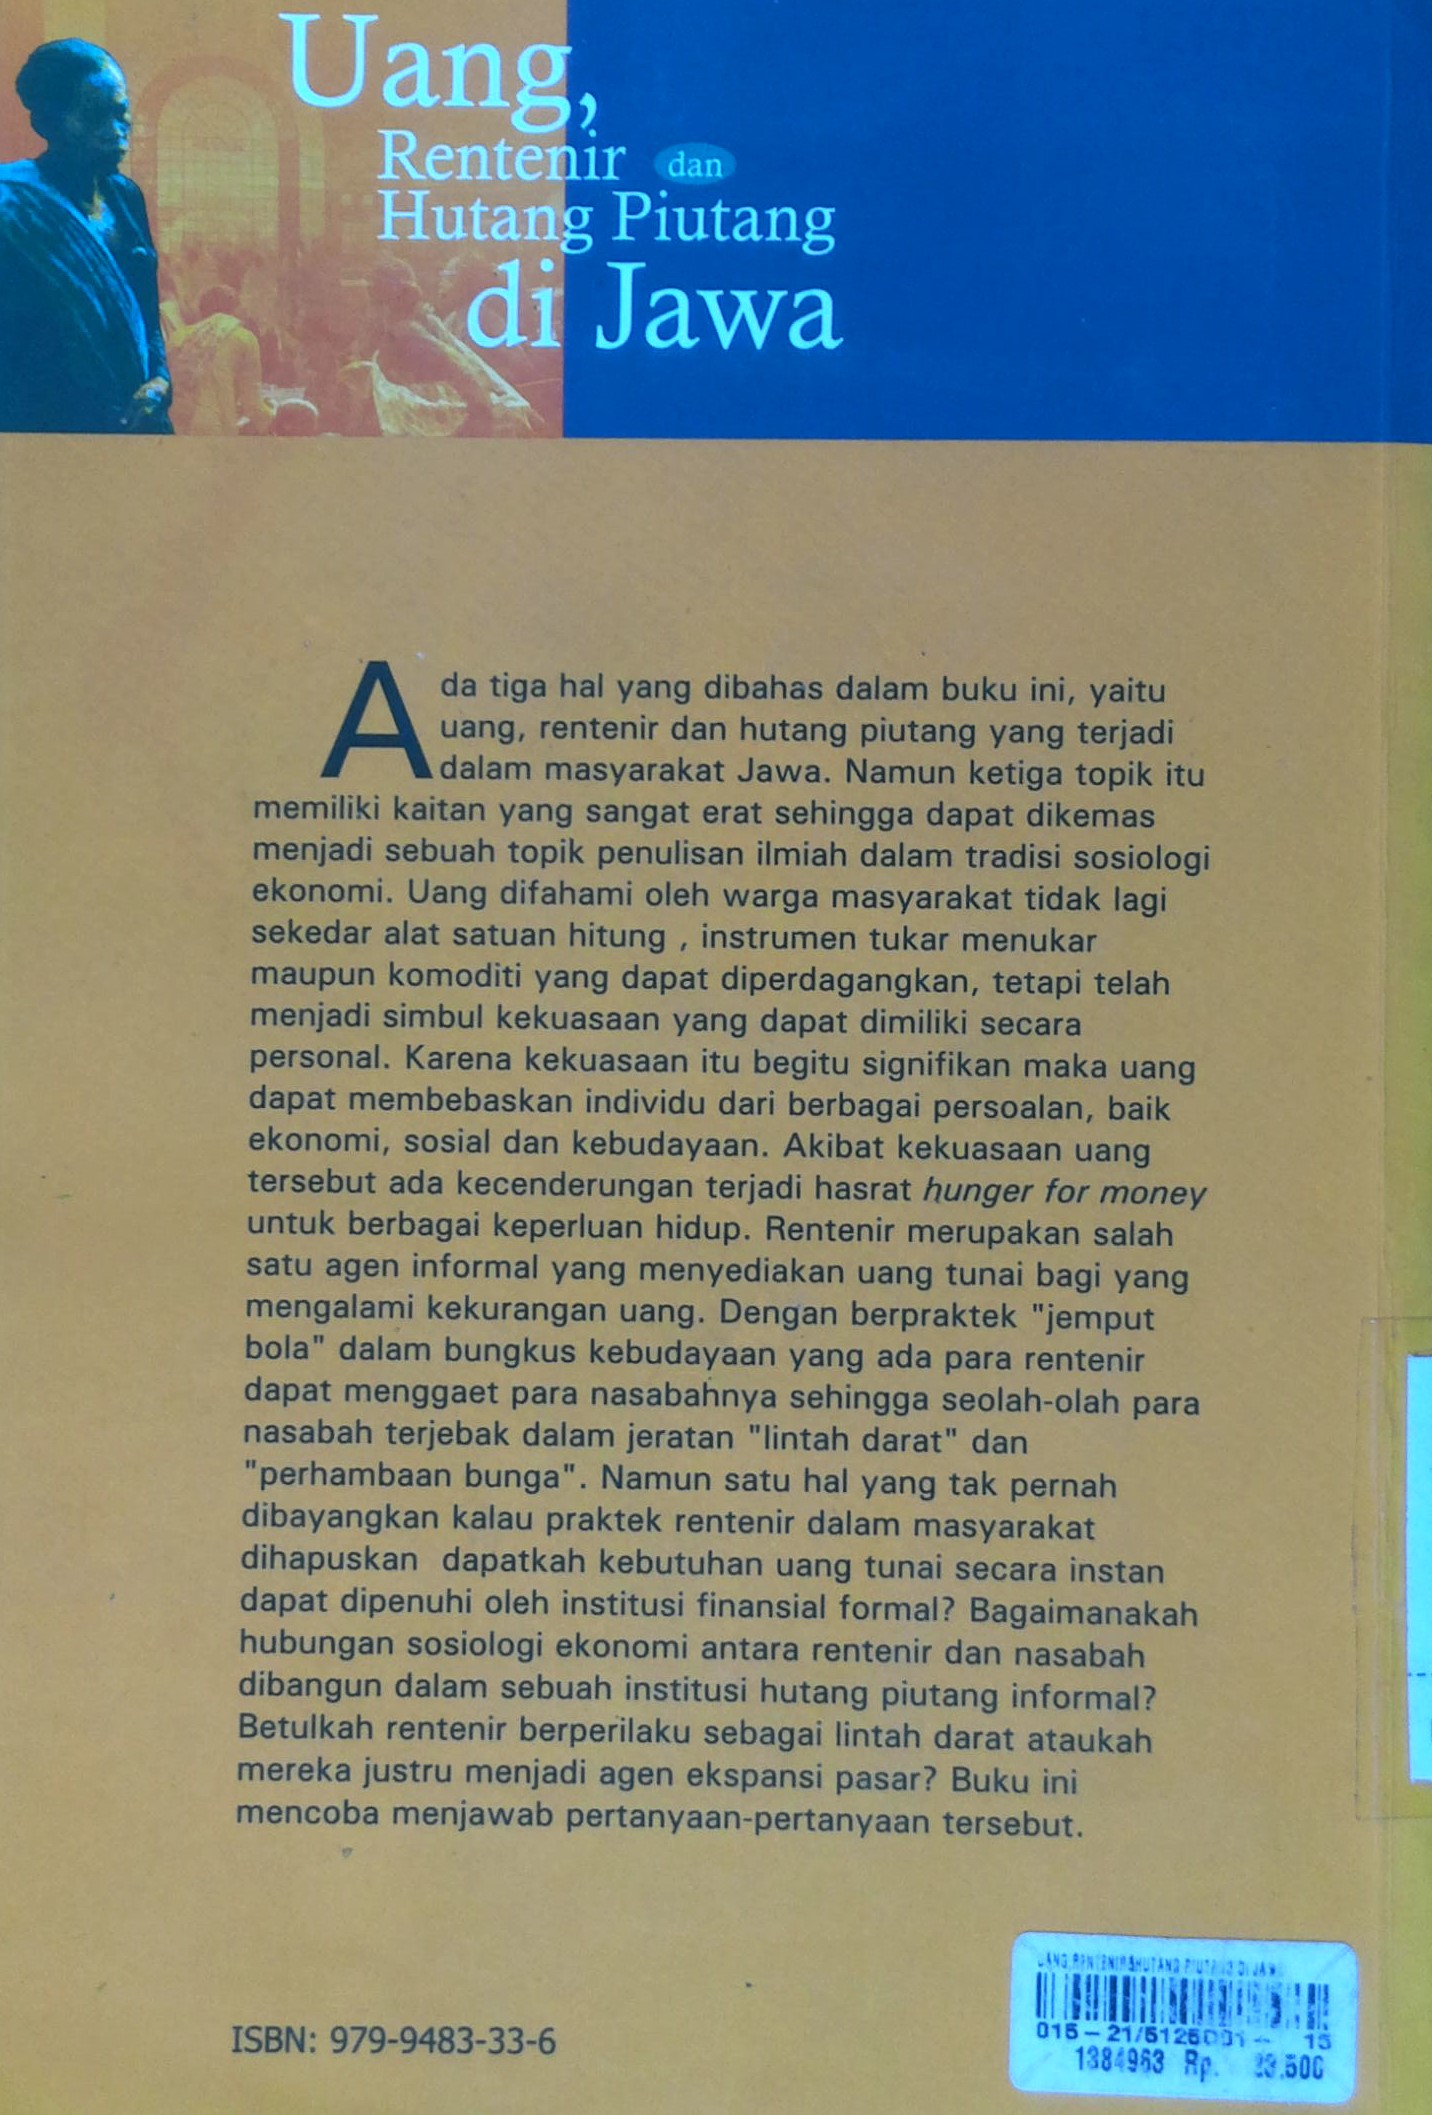 Uang,
Rentenir dan
Hutang Piutang
di Jawa
Ada tiga hal yang dibahas dalam buku ini, yaitu
uang, rentenir dan hutang piutang yang terjadi
dalam masyarakat Jawa. Namun ketiga topik itu
memiliki kaitan yang sangat erat sehingga dapat dikemas
menjadi sebuah topik penulisan ilmiah dalam tradisi sosiologi
ekonomi. Uang difahami oleh warga masyarakat tidak lagi
sekedar alat satuan hitung , instrumen tukar menukar
maupun komoditi yang dapat diperdagangkan, tetapi telah
menjadi simbul kekuasaan yang dapat dimiliki secara
personal. Karena kekuasaan itu begitu signifikan maka uang
dapat membebaskan individu dari berbagai persoalan, baik
ekonomi, sosial dan kebudayaan. Akibat kekuasaan uang
tersebut ada kecenderungan terjadi hasrat hunger for money
untuk berbagai keperluan hidup. Rentenir merupakan salah
satu agen informal yang menyediakan uang tunai bagi yang
mengalami kekurangan uang. Dengan berpraktek "jemput
bola" dalam bungkus kebudayaan yang ada para rentenir
dapat menggaet para nasabahnya sehingga seolah-olah para
nasabah terjebak dalam jeratan "lintah darat" dan
"perhambaan bunga". Namun satu hal yang tak pernah
dibayangkan kalau praktek rentenir dalam masyarakat
dihapuskan dapatkah kebutuhan uang tunai secara instan
dapat dipenuhi oleh institusi finansial formal? Bagaimanakah
hubungan sosiologi ekonomi antara rentenir dan nasabah
dibangun dalam sebuah institusi hutang piutang informal?
Betulkah rentenir berperilaku sebagai lintah darat ataukah
mereka justru menjadi agen ekspansi pasar? Buku ini
mencoba menjawab pertanyaan-pertanyaan tersebut.
ISBN: 979-9483-33-6
UANG,RENTENIR&HUTANG PIUTANG DI JAWA
15
1384963 Rp.